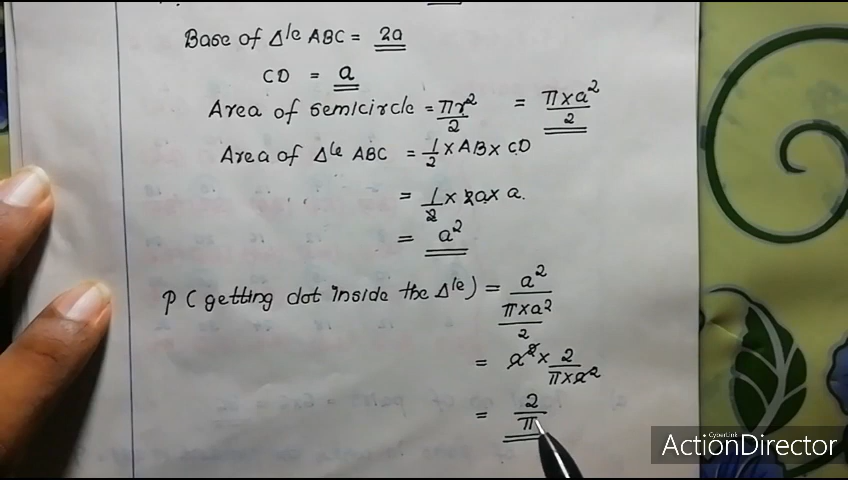 Base of Δle ABC = 2a
CD = a
Area of semicircle = πr²/2 = π×a²/2
Area of Δle ABC = 1/2 × AB × CD
= 1/2 × 2a × a.
= a²
P ( getting dot inside the Δle ) = a²/(π×a²/2)
= a² × 2/(π×a²)
= 2/π
CyberLink
ActionDirector